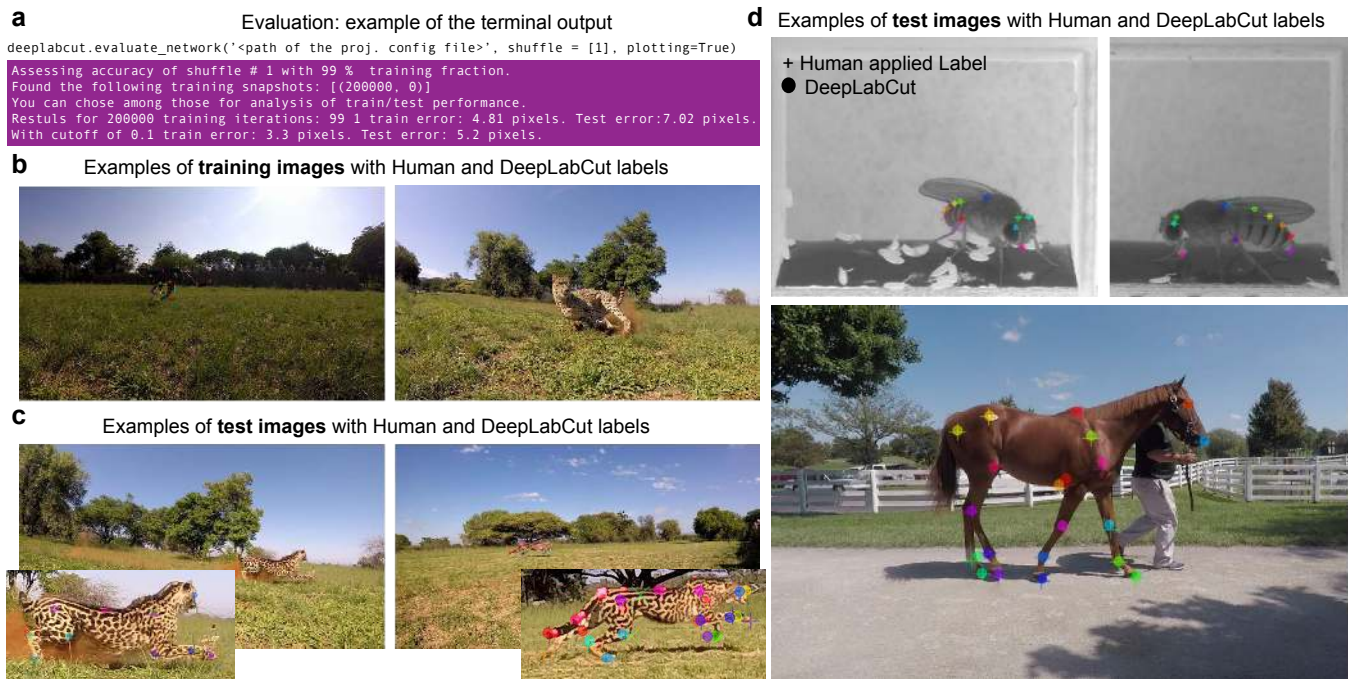 a
Evaluation: example of the terminal output
deeplabcut.evaluate_network('<path of the proj. config file>', shuffle = [1], plotting=True)
Assessing accuracy of shuffle # 1 with 99 % training fraction.
Found the following training snapshots: [(200000, 0)]
You can chose among those for analysis of train/test performance.
Restuls for 200000 training iterations: 99 1 train error: 4.81 pixels. Test error:7.02 pixels.
With cutoff of 0.1 train error: 3.3 pixels. Test error: 5.2 pixels.
b
Examples of training images with Human and DeepLabCut labels
c
Examples of test images with Human and DeepLabCut labels
d
Examples of test images with Human and DeepLabCut labels
+ Human applied Label
● DeepLabCut